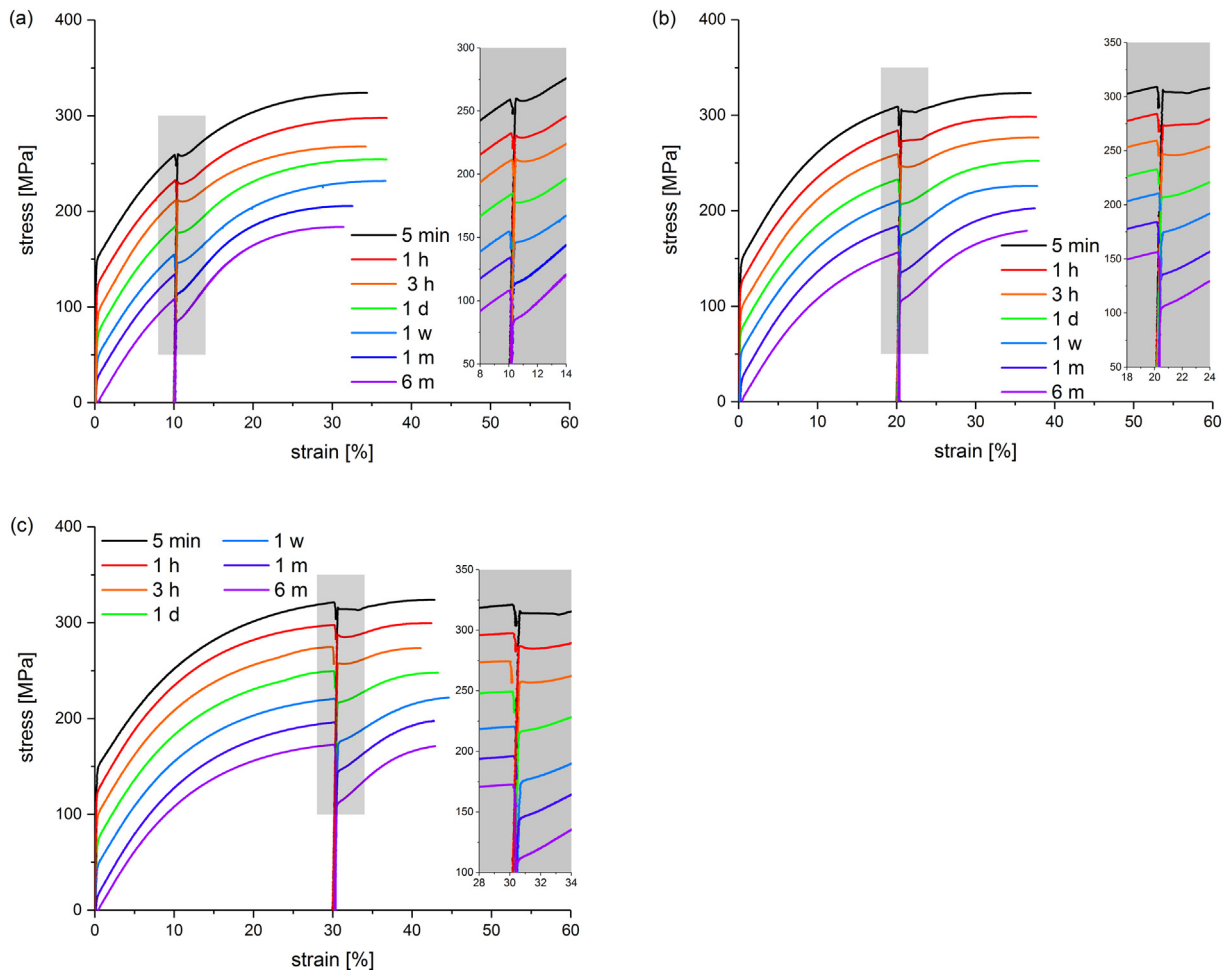 (a)
400
300
200
100
0
stress [MPa]
0 10 20 30 40 50 60
strain [%]
5 min
1 h
3 h
1 d
1 w
1 m
6 m
300
250
200
150
100
50
8 10 12 14
(b)
400
300
200
100
0
stress [MPa]
0 10 20 30 40 50 60
strain [%]
5 min
1 h
3 h
1 d
1 w
1 m
6 m
350
300
250
200
150
100
50
18 20 22 24
(c)
400
300
200
100
0
stress [MPa]
0 10 20 30 40 50 60
strain [%]
5 min 1 w
1 h 1 m
3 h 6 m
1 d
350
300
250
200
150
100
28 30 32 34